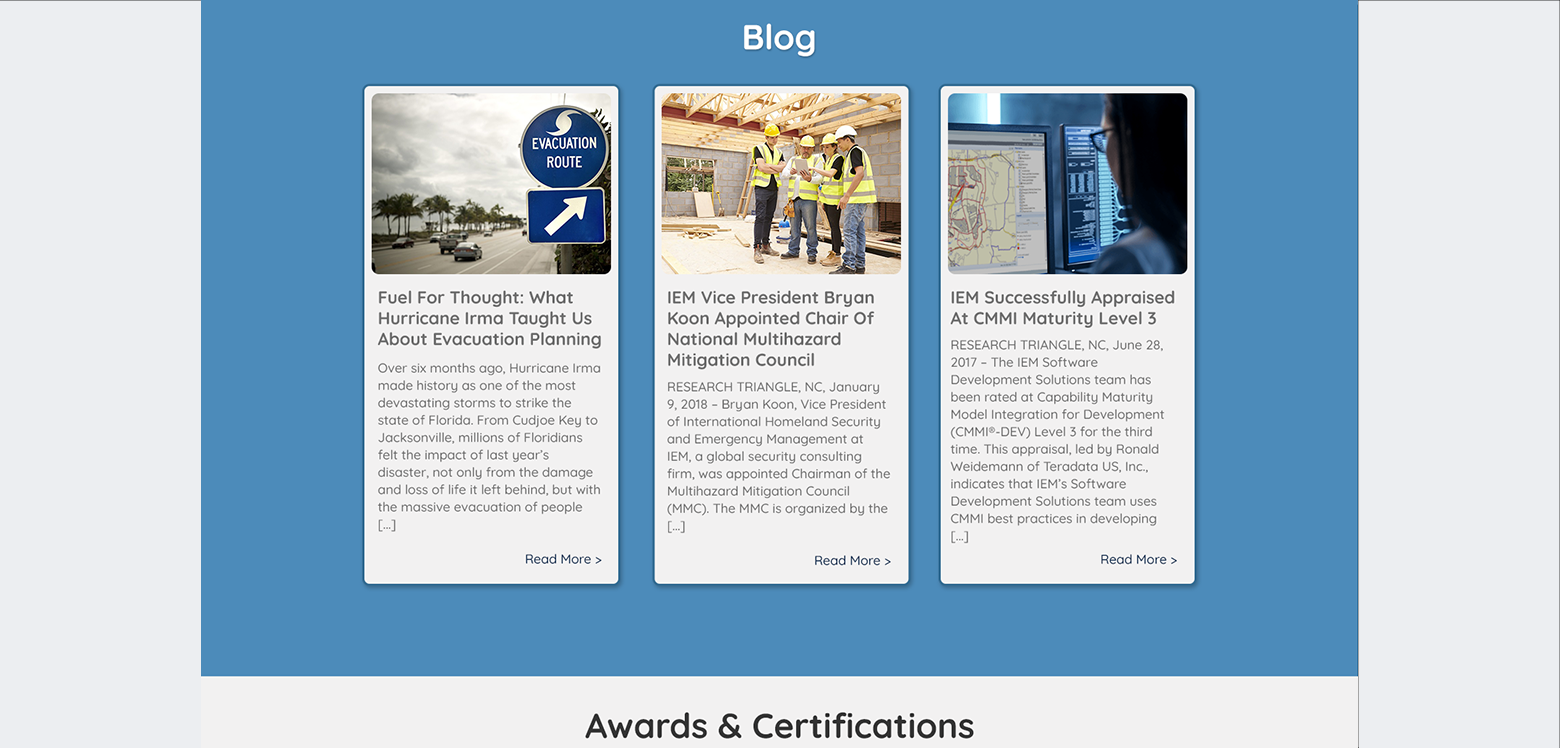 Blog
EVACUATION
ROUTE
Fuel For Thought: What
Hurricane Irma Taught Us
About Evacuation Planning
Over six months ago, Hurricane Irma
made history as one of the most
devastating storms to strike the
state of Florida. From Cudjoe Key to
Jacksonville, millions of Floridians
felt the impact of last year's
disaster, not only from the damage
and loss of life it left behind, but with
the massive evacuation of people
[...]
Read More >
IEM Vice President Bryan
Koon Appointed Chair Of
National Multihazard
Mitigation Council
RESEARCH TRIANGLE, NC, January
9, 2018 – Bryan Koon, Vice President
of International Homeland Security
and Emergency Management at
IEM, a global security consulting
firm, was appointed Chairman of the
Multihazard Mitigation Council
(MMC). The MMC is organized by the
[...]
Read More >
IEM Successfully Appraised
At CMMI Maturity Level 3
RESEARCH TRIANGLE, NC, June 28,
2017 – The IEM Software
Development Solutions team has
been rated at Capability Maturity
Model Integration for Development
(CMMI®-DEV) Level 3 for the third
time. This appraisal, led by Ronald
Weidemann of Teradata US, Inc.,
indicates that IEM's Software
Development Solutions team uses
CMMI best practices in developing
[...]
Read More >
Awards & Certifications